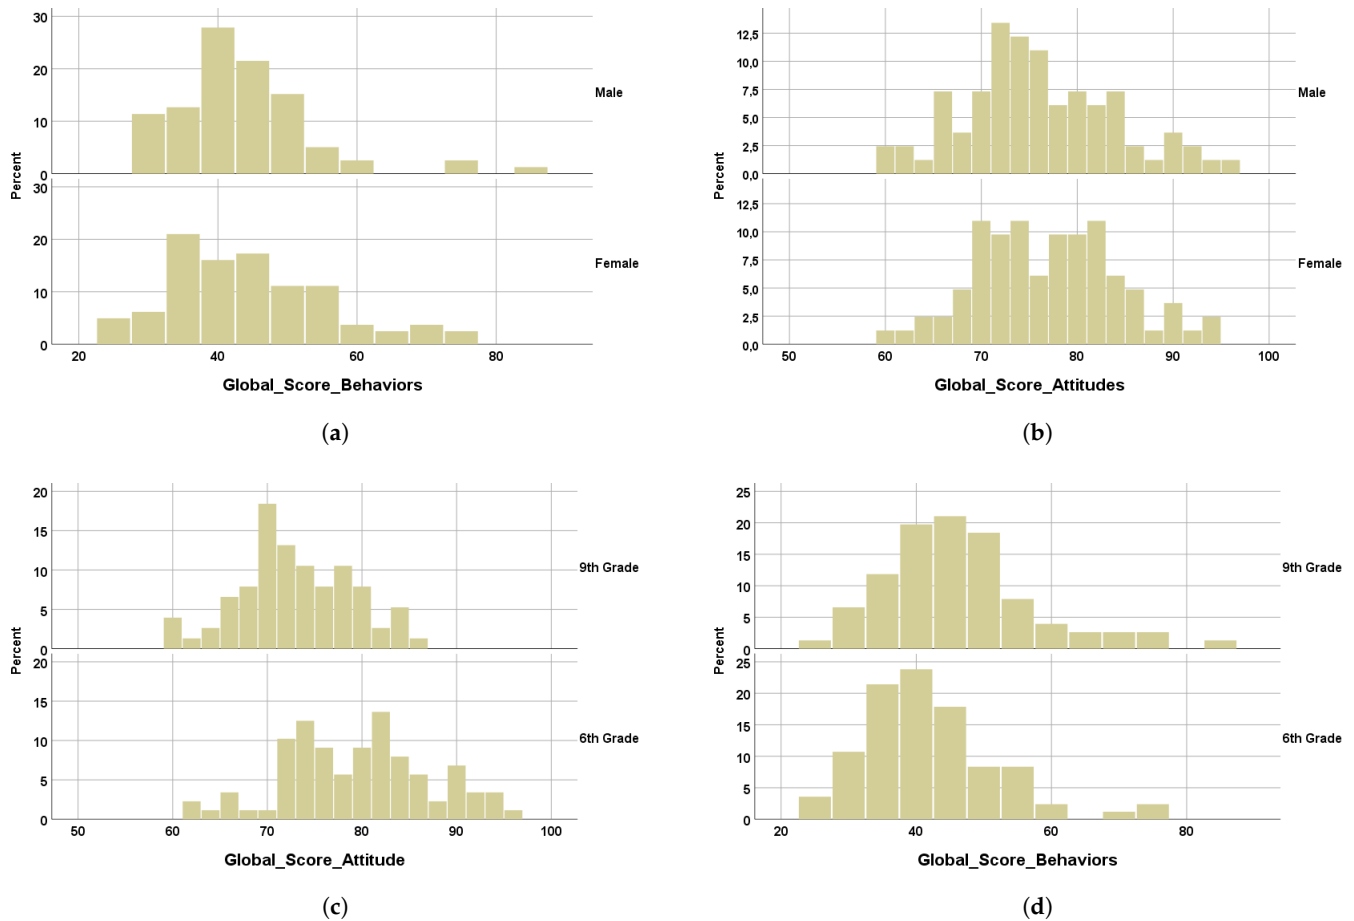 30
20
10
0
Male
30
20
10
0
Female
Percent
20 40 60 80
Global_Score_Behaviors
(a)
12,5
10,0
7,5
5,0
2,5
0,0
Male
12,5
10,0
7,5
5,0
2,5
0,0
Female
Percent
50 60 70 80 90 100
Global_Score_Attitudes
(b)
20
15
10
5
0
9th Grade
20
15
10
5
0
6th Grade
Percent
50 60 70 80 90 100
Global_Score_Attitude
(c)
25
20
15
10
5
0
9th Grade
25
20
15
10
5
0
6th Grade
Percent
20 40 60 80
Global_Score_Behaviors
(d)